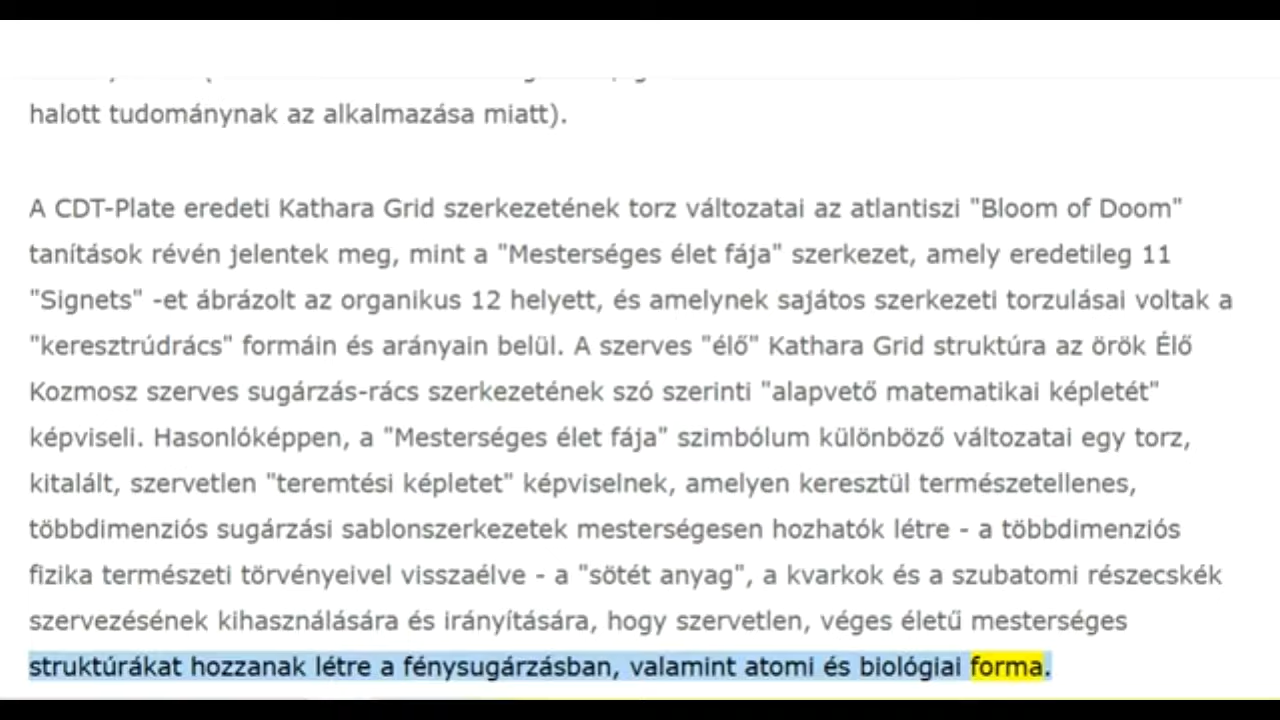 halott tudománynak az alkalmazása miatt).
A CDT-Plate eredeti Kathara Grid szerkezetének torz változatai az atlantiszi "Bloom of Doom"
tanítások révén jelentek meg, mint a "Mesterséges élet fája" szerkezet, amely eredetileg 11
"Signets" -et ábrázolt az organikus 12 helyett, és amelynek sajátos szerkezeti torzulásai voltak a
"keresztrúdrács" formáin és arányain belül. A szerves "élő" Kathara Grid struktúra az örök Élő
Kozmosz szerves sugárzás-rács szerkezetének szó szerinti "alapvető matematikai képletét"
képviseli. Hasonlóképpen, a "Mesterséges élet fája" szimbólum különböző változatai egy torz,
kitalált, szervetlen "teremtési képletet" képviselnek, amelyen keresztül természetellenes,
többdimenziós sugárzási sablonszerkezetek mesterségesen hozhatók létre - a többdimenziós
fizika természeti törvényeivel visszaélve - a "sötét anyag", a kvarkok és a szubatomi részecskék
szervezésének kihasználására és irányítására, hogy szervetlen, véges életű mesterséges
struktúrákat hozzanak létre a fénysugárzásban, valamint atomi és biológiai forma.